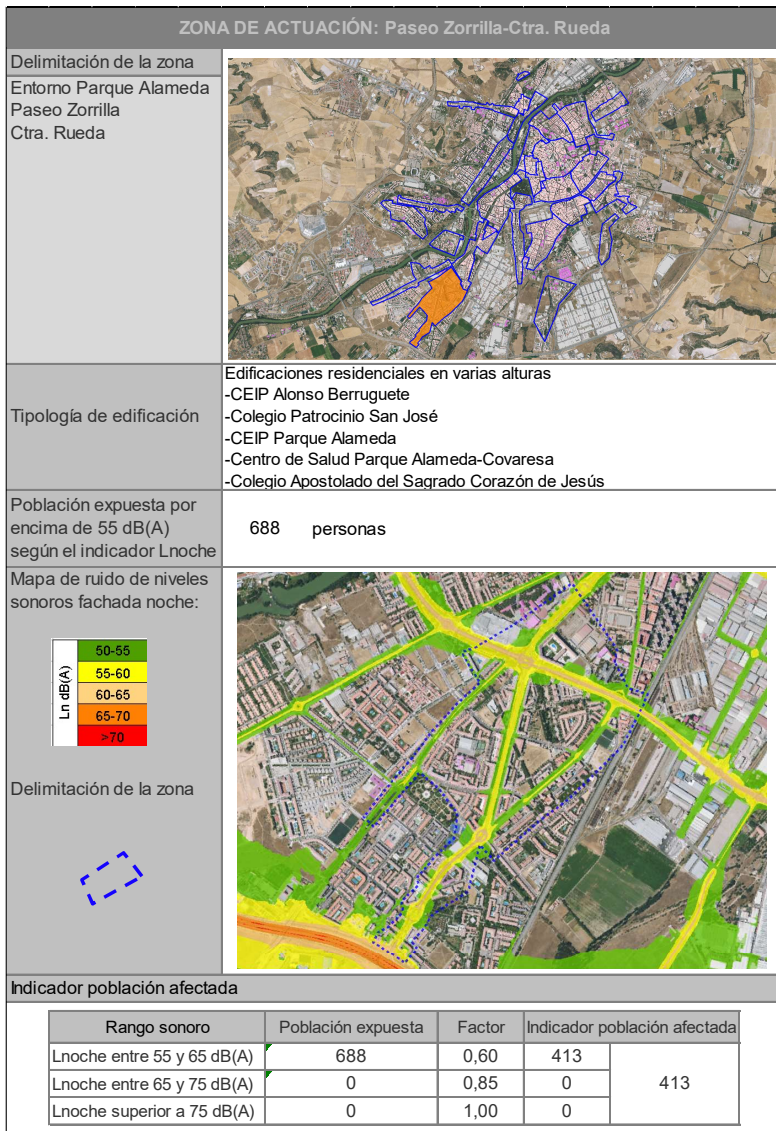 ZONA DE ACTUACIÓN: Paseo Zorrilla-Ctra. Rueda
Delimitación de la zona
Entorno Parque Alameda
Paseo Zorrilla
Ctra. Rueda
Tipología de edificación
Edificaciones residenciales en varias alturas
-CEIP Alonso Berruguete
-Colegio Patrocinio San José
-CEIP Parque Alameda
-Centro de Salud Parque Alameda-Covaresa
-Colegio Apostolado del Sagrado Corazón de Jesús
Población expuesta por
encima de 55 dB(A)
según el indicador Lnoche
688 personas
Mapa de ruido de niveles
sonoros fachada noche:
Ln dB(A)
50-55
55-60
60-65
65-70
>70
Delimitación de la zona
Indicador población afectada
Rango sonoro Población expuesta Factor Indicador población afectada
Lnoche entre 55 y 65 dB(A) 688 0,60 413
Lnoche entre 65 y 75 dB(A) 0 0,85 0 413
Lnoche superior a 75 dB(A) 0 1,00 0